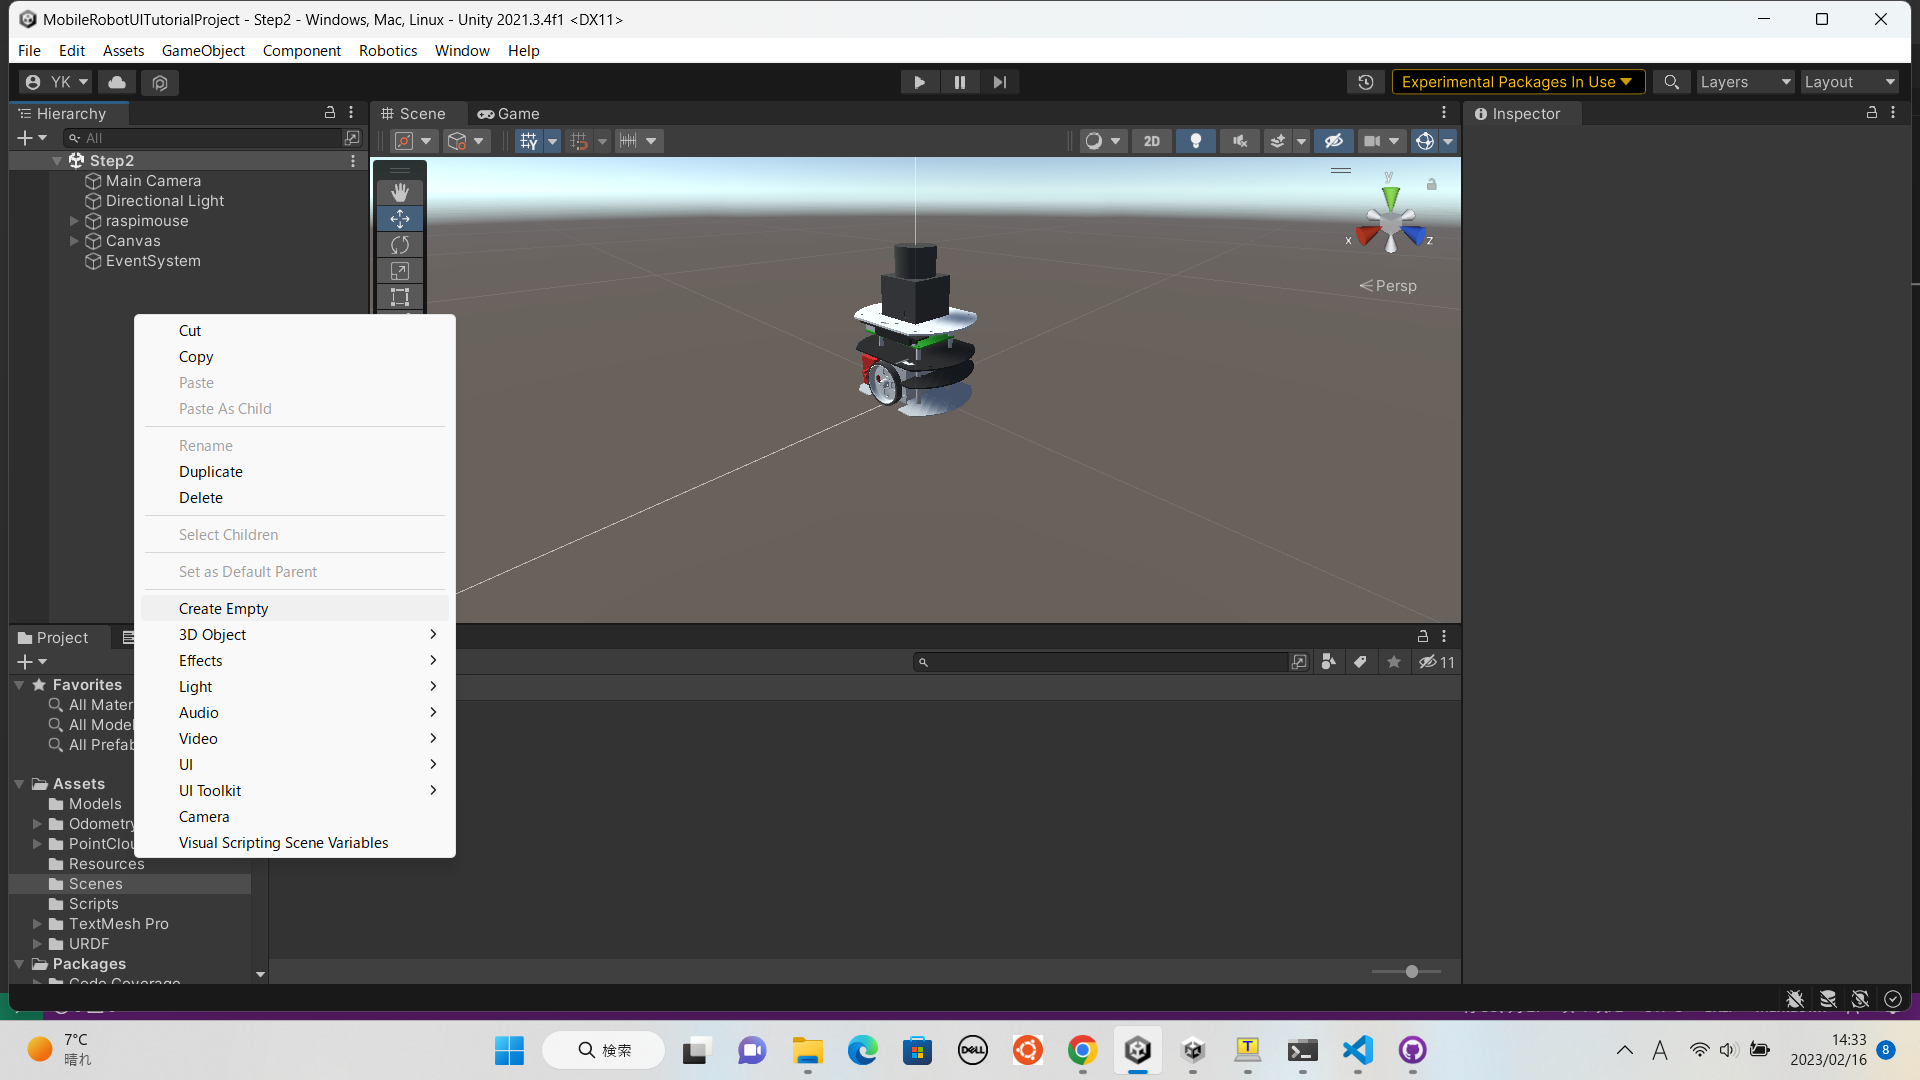 MobileRobotUITutorialProject - Step2 - Windows, Mac, Linux - Unity 2021.3.4f1 <DX11>
File Edit Assets GameObject Component Robotics Window Help
YK Experimental Packages In Use Layers Layout
Hierarchy Scene Game Inspector
All 2D
Step2
Main Camera
Directional Light
raspimouse
Canvas
EventSystem
y
x z
Persp
Cut
Copy
Paste
Paste As Child
Rename
Duplicate
Delete
Select Children
Set as Default Parent
Create Empty
3D Object
Effects
Light
Audio
Video
UI
UI Toolkit
Camera
Visual Scripting Scene Variables
Project
11
Favorites
All Mater
All Model
All Prefab
Assets
Models
Odometry
PointClou
Resources
Scenes
Scripts
TextMesh Pro
URDF
Packages
Code Coverage
7°C
晴れ
検索
DELL
A
14:33
2023/02/16
8